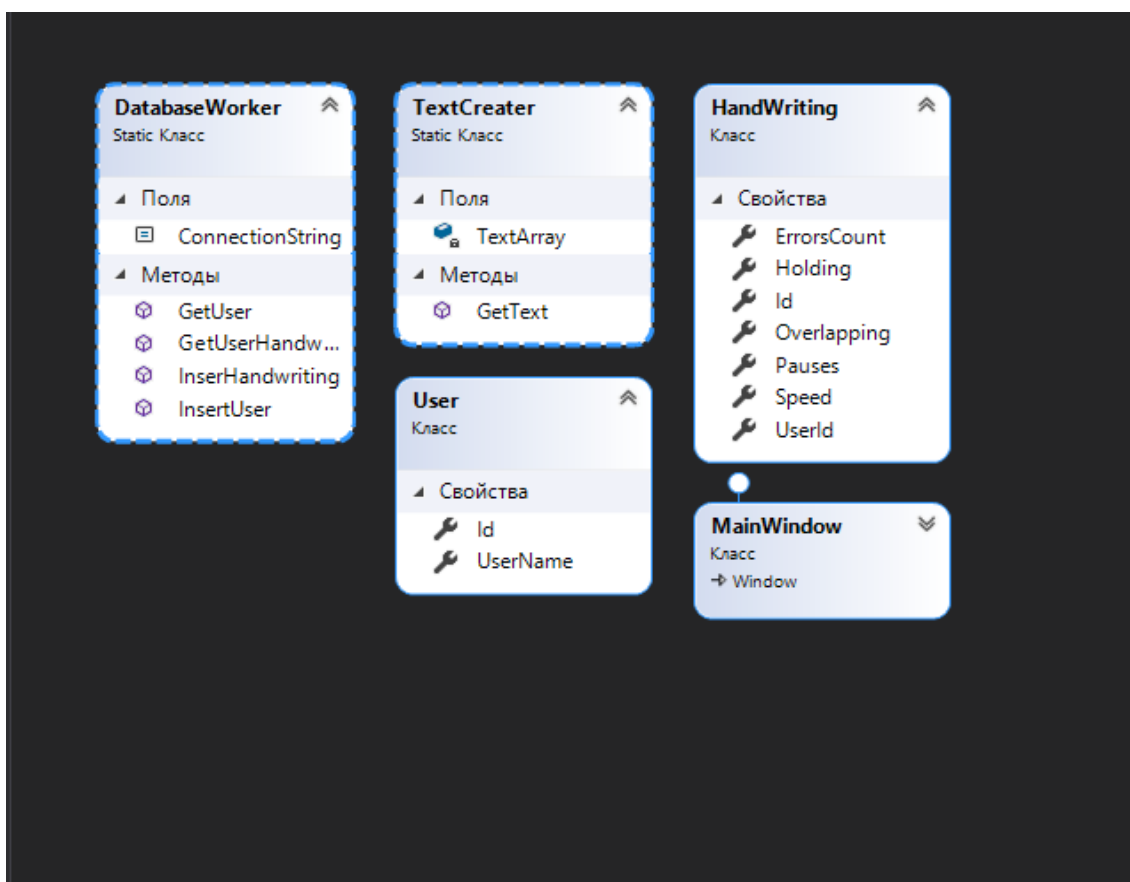 DatabaseWorker
Static Класс
Поля
ConnectionString
Методы
GetUser
GetUserHandw...
InserHandwriting
InsertUser
TextCreater
Static Класс
Поля
TextArray
Методы
GetText
User
Класс
Свойства
Id
UserName
HandWriting
Класс
Свойства
ErrorsCount
Holding
Id
Overlapping
Pauses
Speed
UserId
MainWindow
Класс
Window